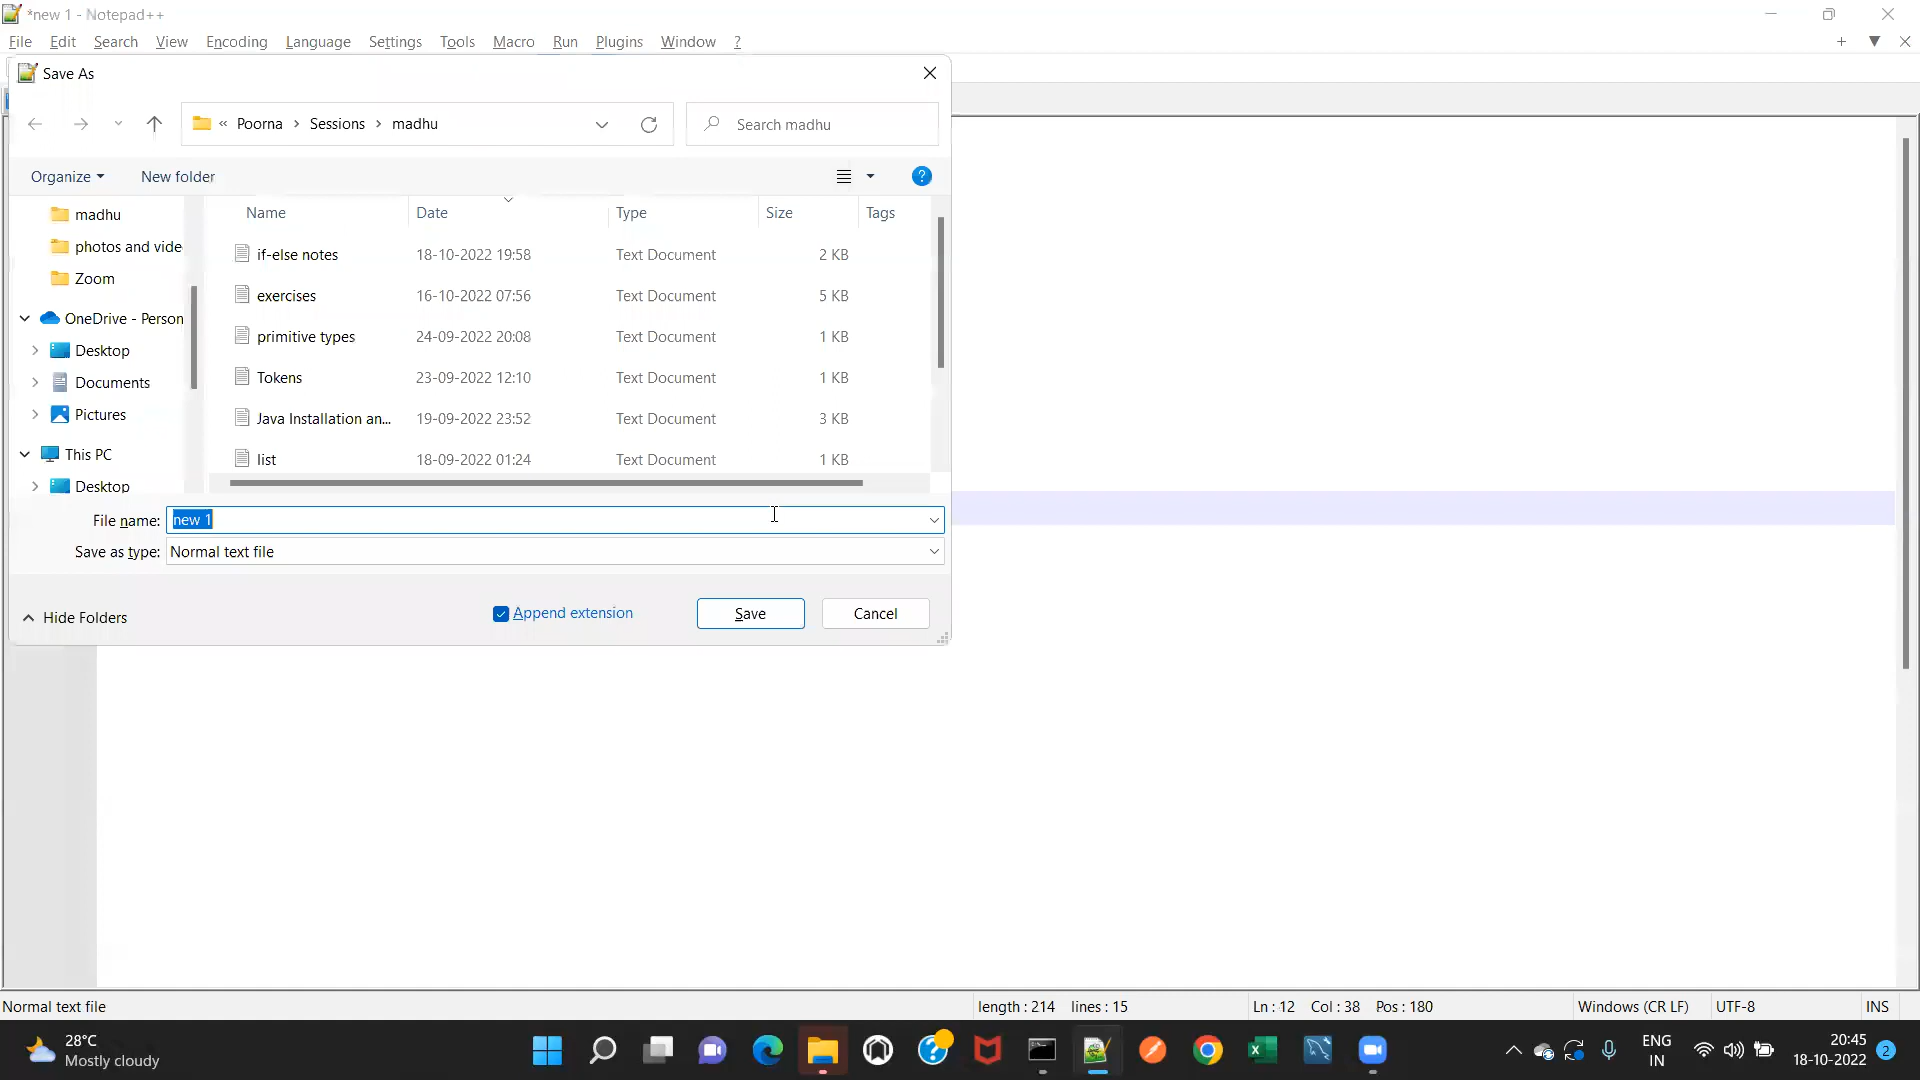 *new 1 - Notepad++
File Edit Search View Encoding Language Settings Tools Macro Run Plugins Window ?
Save As
« Poorna > Sessions > madhu
Search madhu
Organize New folder
Name Date Type Size Tags
madhu
photos and vide
Zoom
OneDrive - Person
Desktop
Documents
Pictures
This PC
Desktop
if-else notes 18-10-2022 19:58 Text Document 2 KB
exercises 16-10-2022 07:56 Text Document 5 KB
primitive types 24-09-2022 20:08 Text Document 1 KB
Tokens 23-09-2022 12:10 Text Document 1 KB
Java Installation an... 19-09-2022 23:52 Text Document 3 KB
list 18-09-2022 01:24 Text Document 1 KB
File name: new 1
Save as type: Normal text file
Hide Folders
Append extension
Save
Cancel
Normal text file length : 214 lines : 15 Ln : 12 Col : 38 Pos : 180 Windows (CR LF) UTF-8 INS
28°C
Mostly cloudy
ENG
IN
20:45
18-10-2022
2